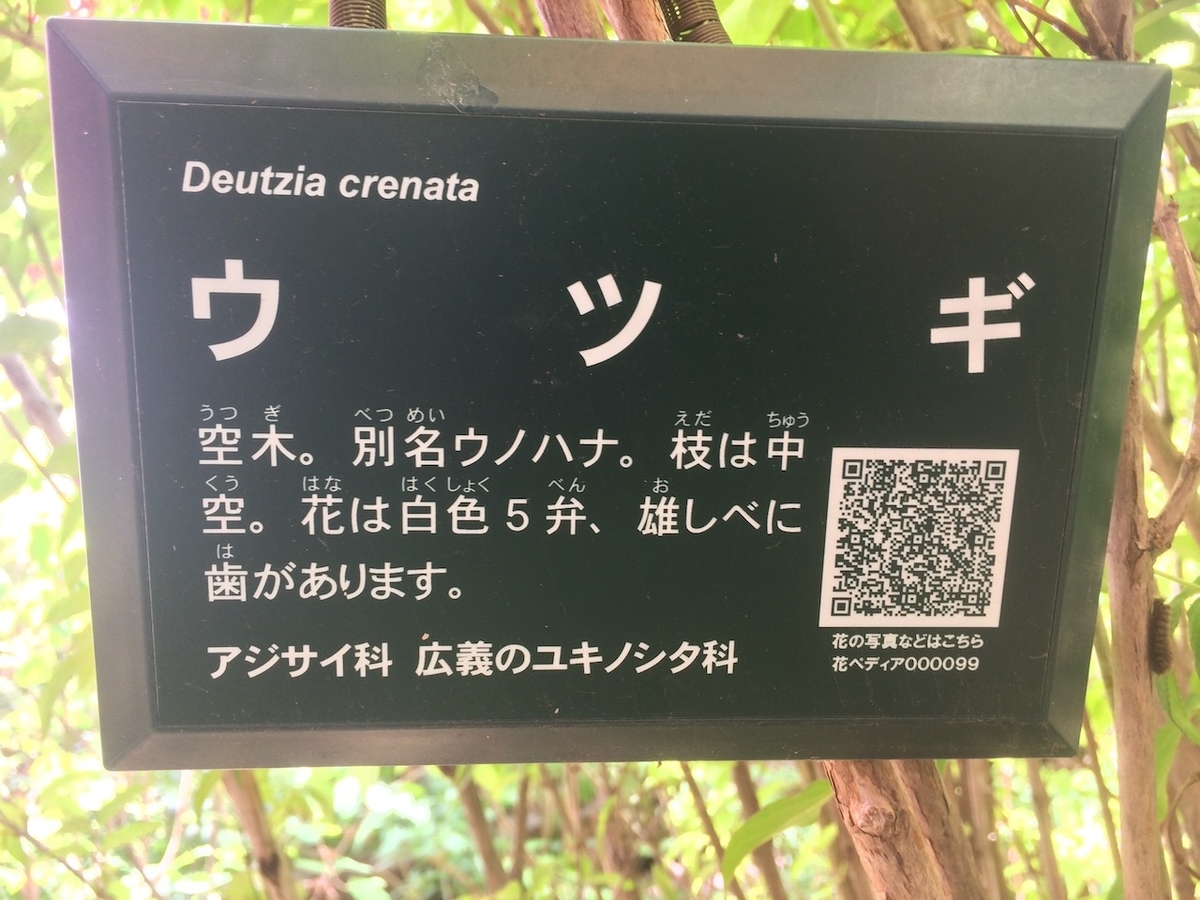 Deutzia crenata
ウツギ
うつ ぎ べつ めい えだ ちゅう
空木。別名ウノハナ。枝は中
くう はな はく しょく べん お
空。花は白色5弁、雄しべに
は
歯があります。
アジサイ科 広義のユキノシタ科
花の写真などはこちら
花ペディア000099